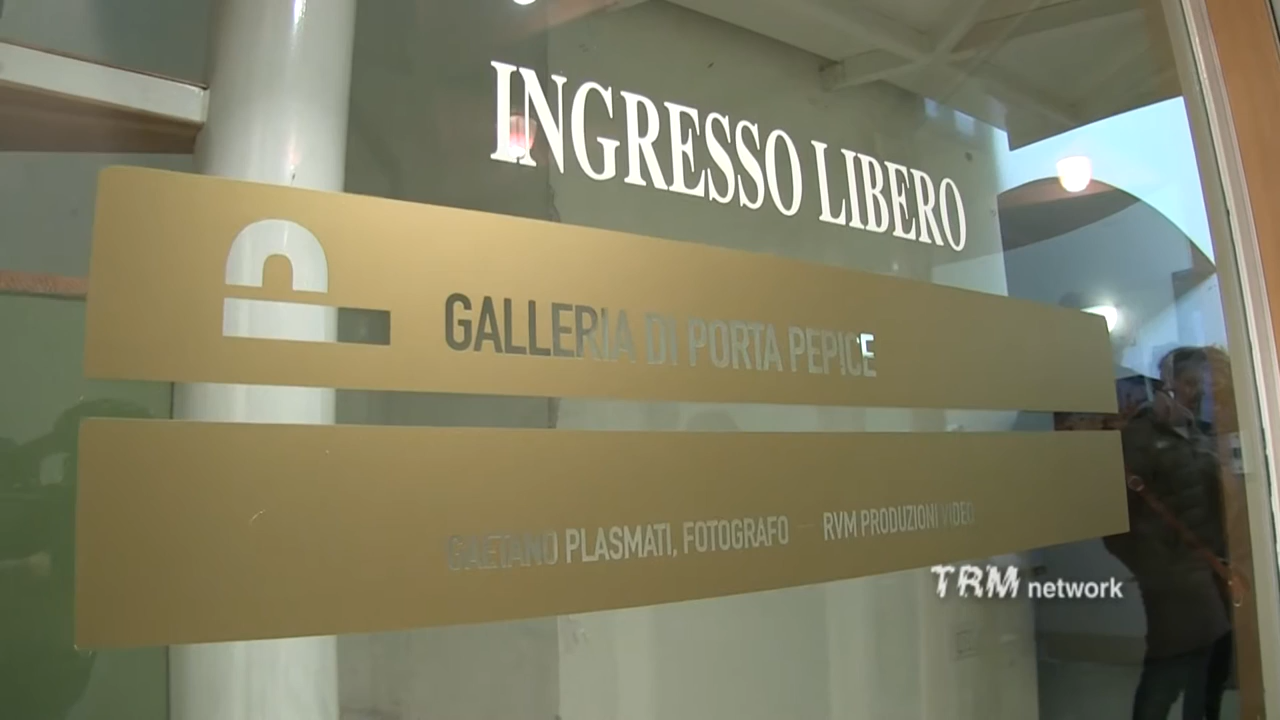 INGRESSO LIBERO
GALLERIA DI PORTA PEPICE
GAETANO PLASMATI, FOTOGRAFO RVM PRODUZIONI VIDEO
TRM network